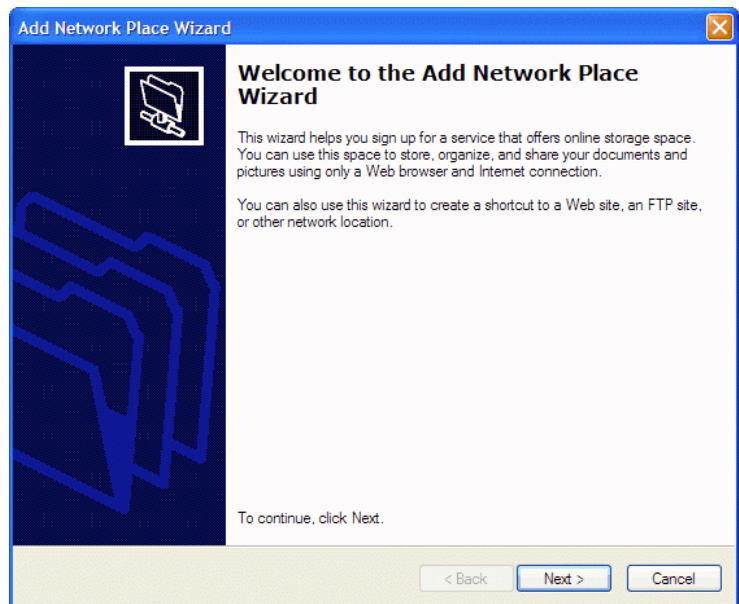 Add Network Place Wizard
Welcome to the Add Network Place
Wizard
This wizard helps you sign up for a service that offers online storage space.
You can use this space to store, organize, and share your documents and
pictures using only a Web browser and Internet connection.
You can also use this wizard to create a shortcut to a Web site, an FTP site,
or other network location.
To continue, click Next.
< Back Next > Cancel